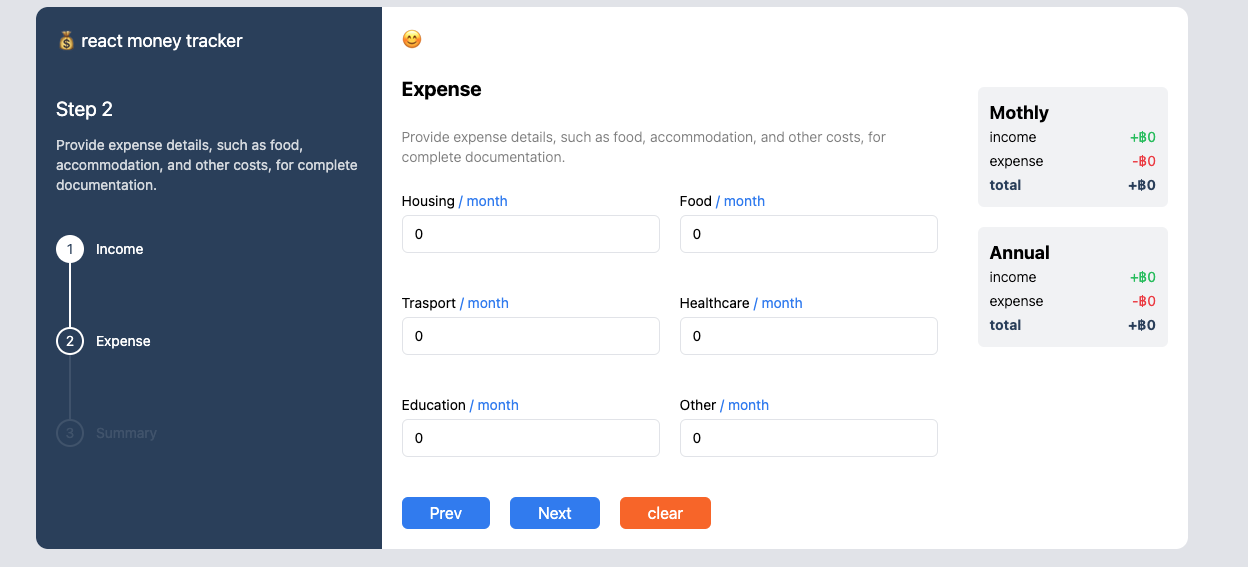 react money tracker
Step 2
Provide expense details, such as food,
accommodation, and other costs, for complete
documentation.
1 Income
2 Expense
3 Summary
Expense
Provide expense details, such as food, accommodation, and other costs, for
complete documentation.
Housing / month
Food / month
0
0
Trasport / month
Healthcare / month
0
0
Education / month
Other / month
0
0
Prev
Next
clear
Mothly
income +฿0
expense -฿0
total +฿0
Annual
income +฿0
expense -฿0
total +฿0